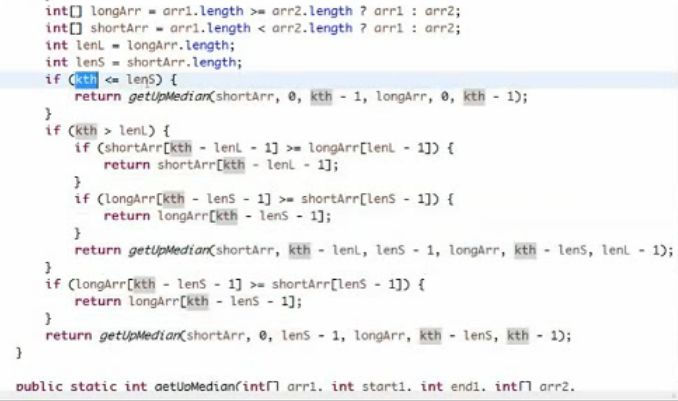 int[] longArr = arr1.length >= arr2.length ? arr1 : arr2;
int[] shortArr = arr1.length < arr2.length ? arr1 : arr2;
int lenL = longArr.length;
int lenS = shortArr.length;
if (kth <= lenS) {
return getUpMedian(shortArr, 0, kth - 1, longArr, 0, kth - 1);
}
if (kth > lenL) {
if (shortArr[kth - lenL - 1] >= longArr[lenL - 1]) {
return shortArr[kth - lenL - 1];
}
if (longArr[kth - lenS - 1] >= shortArr[lenS - 1]) {
return longArr[kth - lenS - 1];
}
return getUpMedian(shortArr, kth - lenL, lenS - 1, longArr, kth - lenS, lenL - 1);
}
if (longArr[kth - lenS - 1] >= shortArr[lenS - 1]) {
return longArr[kth - lenS - 1];
}
return getUpMedian(shortArr, 0, lenS - 1, longArr, kth - lenS, kth - 1);
}
public static int getUpMedian(int[] arr1, int start1, int end1, int[] arr2,